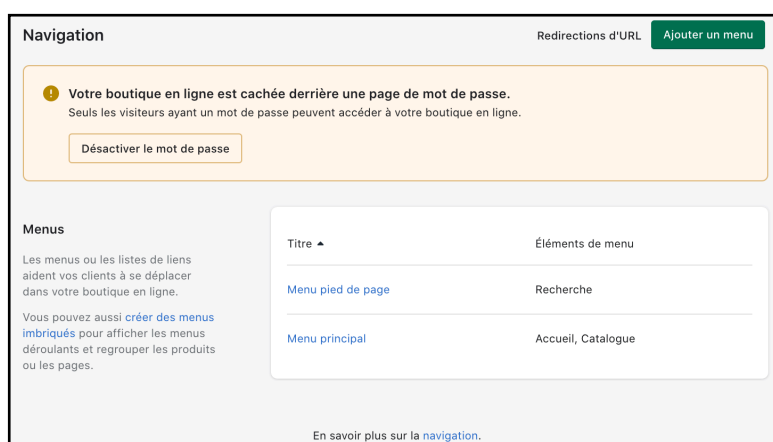 Navigation
Redirections d'URL
Ajouter un menu
Votre boutique en ligne est cachée derrière une page de mot de passe.
Seuls les visiteurs ayant un mot de passe peuvent accéder à votre boutique en ligne.
Désactiver le mot de passe
Menus
Les menus ou les listes de liens
aident vos clients à se déplacer
dans votre boutique en ligne.
Vous pouvez aussi créer des menus
imbriqués pour afficher les menus
déroulants et regrouper les produits
ou les pages.
Titre
Éléments de menu
Menu pied de page
Recherche
Menu principal
Accueil, Catalogue
En savoir plus sur la navigation.